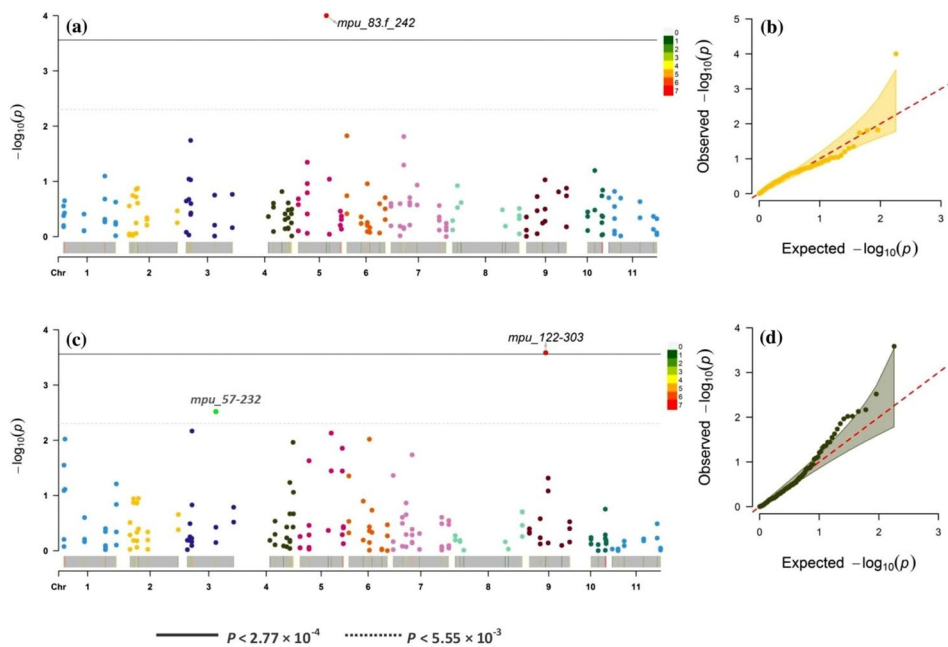 (a)
mpu_83.f_242
4
3
2
1
0
−log10(p)
Chr 1 2 3 4 5 6 7 8 9 10 11
0
1
2
3
4
5
6
7
(b)
5
4
3
2
1
0
Observed −log10(p)
0 1 2 3
Expected −log10(p)
(c)
mpu_122-303
mpu_57-232
4
3
2
1
0
−log10(p)
Chr 1 2 3 4 5 6 7 8 9 10 11
0
1
2
3
4
5
6
7
(d)
4
3
2
1
0
Observed −log10(p)
0 1 2 3
Expected −log10(p)
P < 2.77 × 10⁻⁴ P < 5.55 × 10⁻³